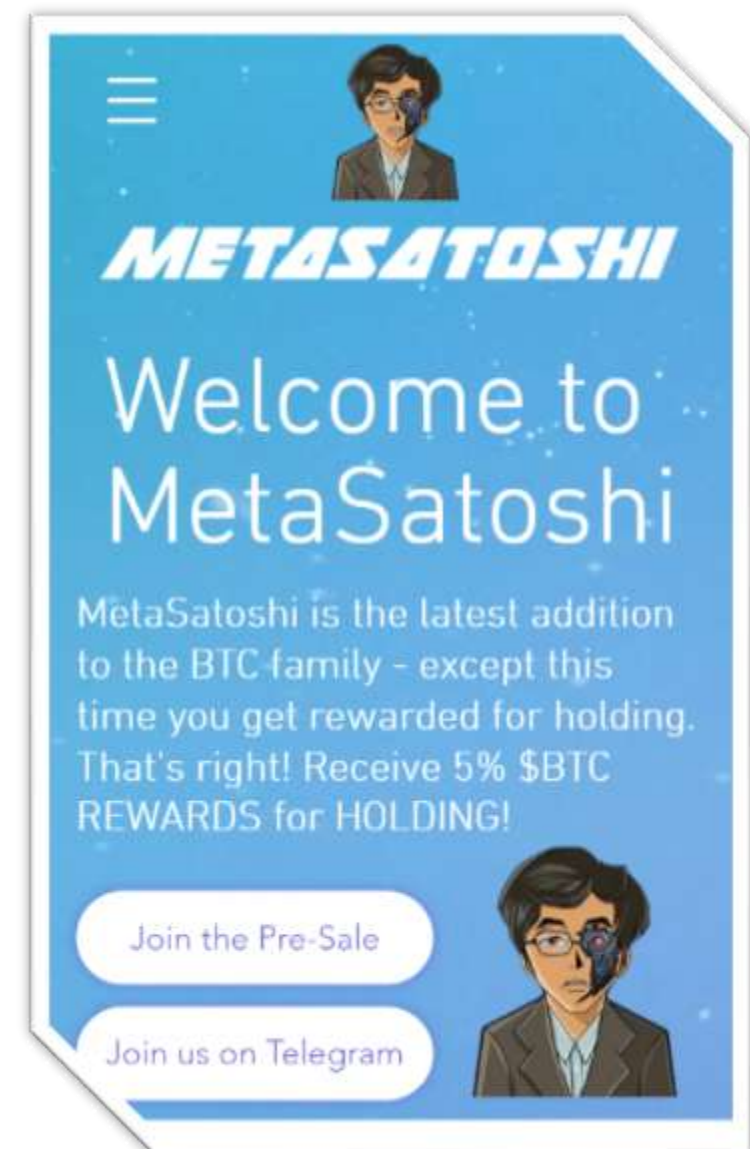 METASATOSHI
Welcome to
MetaSatoshi
MetaSatoshi is the latest addition
to the BTC family - except this
time you get rewarded for holding.
That's right! Receive 5% $BTC
REWARDS for HOLDING!
Join the Pre-Sale
Join us on Telegram